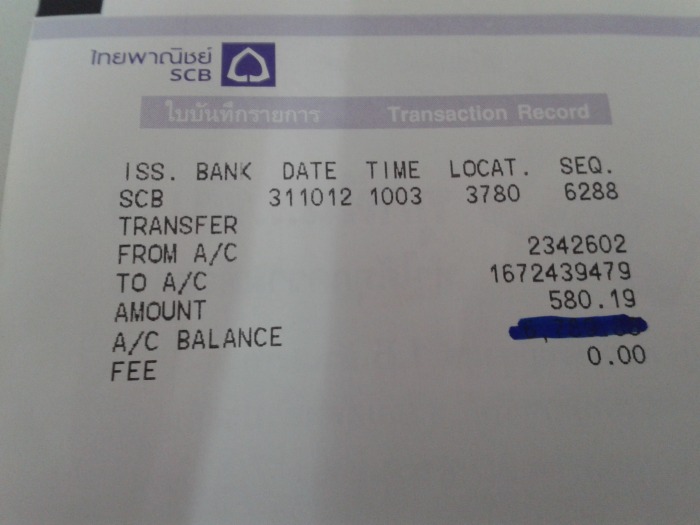 ไทยพาณิชย์
SCB
ใบบันทึกรายการ Transaction Record
ISS. BANK DATE TIME LOCAT. SEQ.
SCB 311012 1003 3780 6288
TRANSFER
FROM A/C 2342602
TO A/C 1672439479
AMOUNT 580.19
A/C BALANCE
FEE 0.00